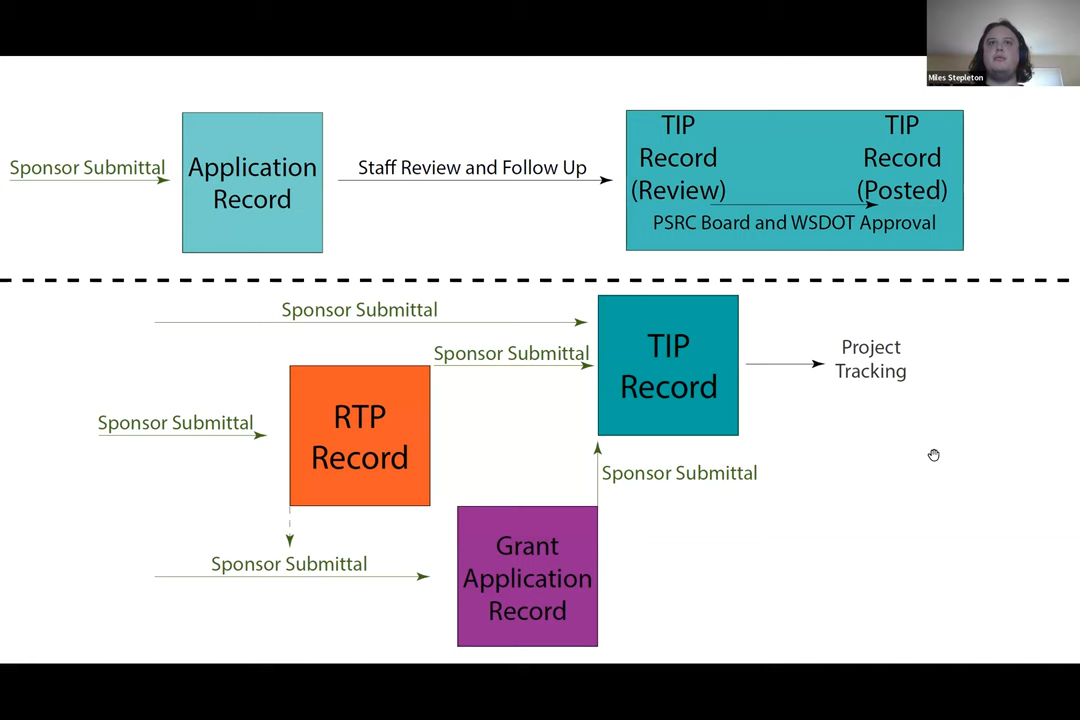 Miles Stepleton
Sponsor Submittal
Application
Record
Staff Review and Follow Up
TIP
Record
(Review)
TIP
Record
(Posted)
PSRC Board and WSDOT Approval
Sponsor Submittal
Sponsor Submittal
TIP
Record
Project
Tracking
Sponsor Submittal
RTP
Record
Sponsor Submittal
Sponsor Submittal
Grant
Application
Record